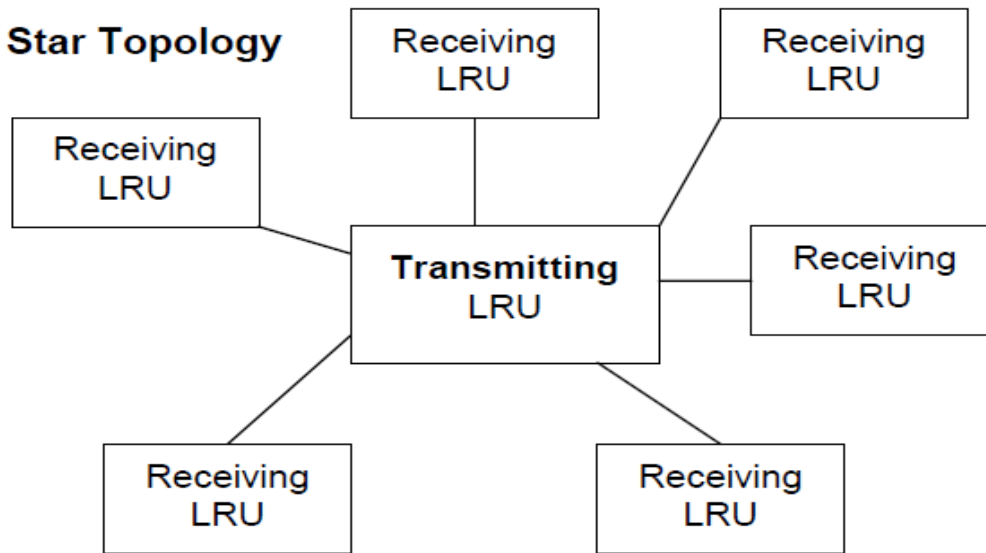 Star Topology
Receiving
LRU
Receiving
LRU
Receiving
LRU
Transmitting
LRU
Receiving
LRU
Receiving
LRU
Receiving
LRU